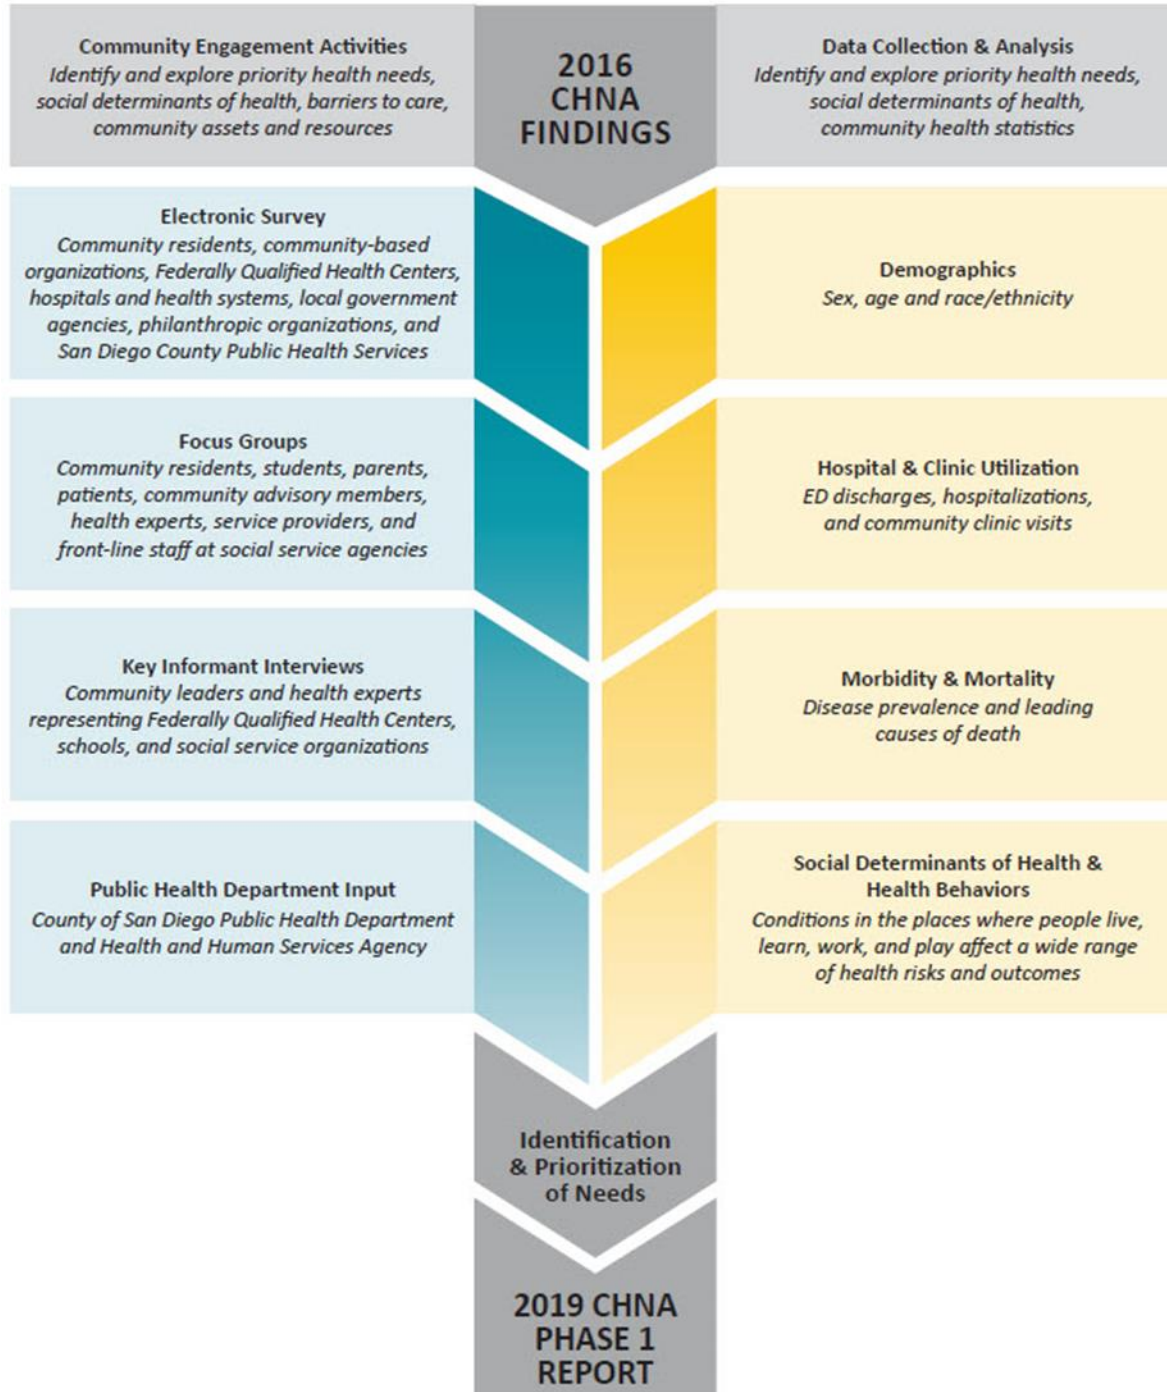 Community Engagement Activities
Identify and explore priority health needs,
social determinants of health, barriers to care,
community assets and resources
2016
CHNA
FINDINGS
Data Collection & Analysis
Identify and explore priority health needs,
social determinants of health,
community health statistics
Electronic Survey
Community residents, community-based
organizations, Federally Qualified Health Centers,
hospitals and health systems, local government
agencies, philanthropic organizations, and
San Diego County Public Health Services
Demographics
Sex, age and race/ethnicity
Focus Groups
Community residents, students, parents,
patients, community advisory members,
health experts, service providers, and
front-line staff at social service agencies
Hospital & Clinic Utilization
ED discharges, hospitalizations,
and community clinic visits
Key Informant Interviews
Community leaders and health experts
representing Federally Qualified Health Centers,
schools, and social service organizations
Morbidity & Mortality
Disease prevalence and leading
causes of death
Public Health Department Input
County of San Diego Public Health Department
and Health and Human Services Agency
Social Determinants of Health &
Health Behaviors
Conditions in the places where people live,
learn, work, and play affect a wide range
of health risks and outcomes
Identification
& Prioritization
of Needs
2019 CHNA
PHASE 1
REPORT